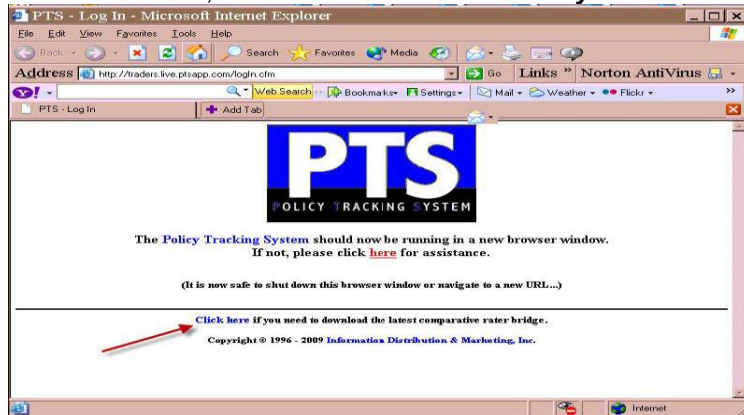 PTS - Log In - Microsoft Internet Explorer
File Edit View Favorites Tools Help
Back Search Favorites Media
Address http://traders.live.ptsapp.com/login.cfm Go Links » Norton AntiVirus
Y! Web Search Bookmarks Settings Mail Weather Flickr »
PTS - Log In Add Tab
PTS
POLICY TRACKING SYSTEM
The Policy Tracking System should now be running in a new browser window.
If not, please click here for assistance.
(It is now safe to shut down this browser window or navigate to a new URL...)
Click here if you need to download the latest comparative rater bridge.
Copyright © 1996 - 2009 Information Distribution & Marketing, Inc.
Internet